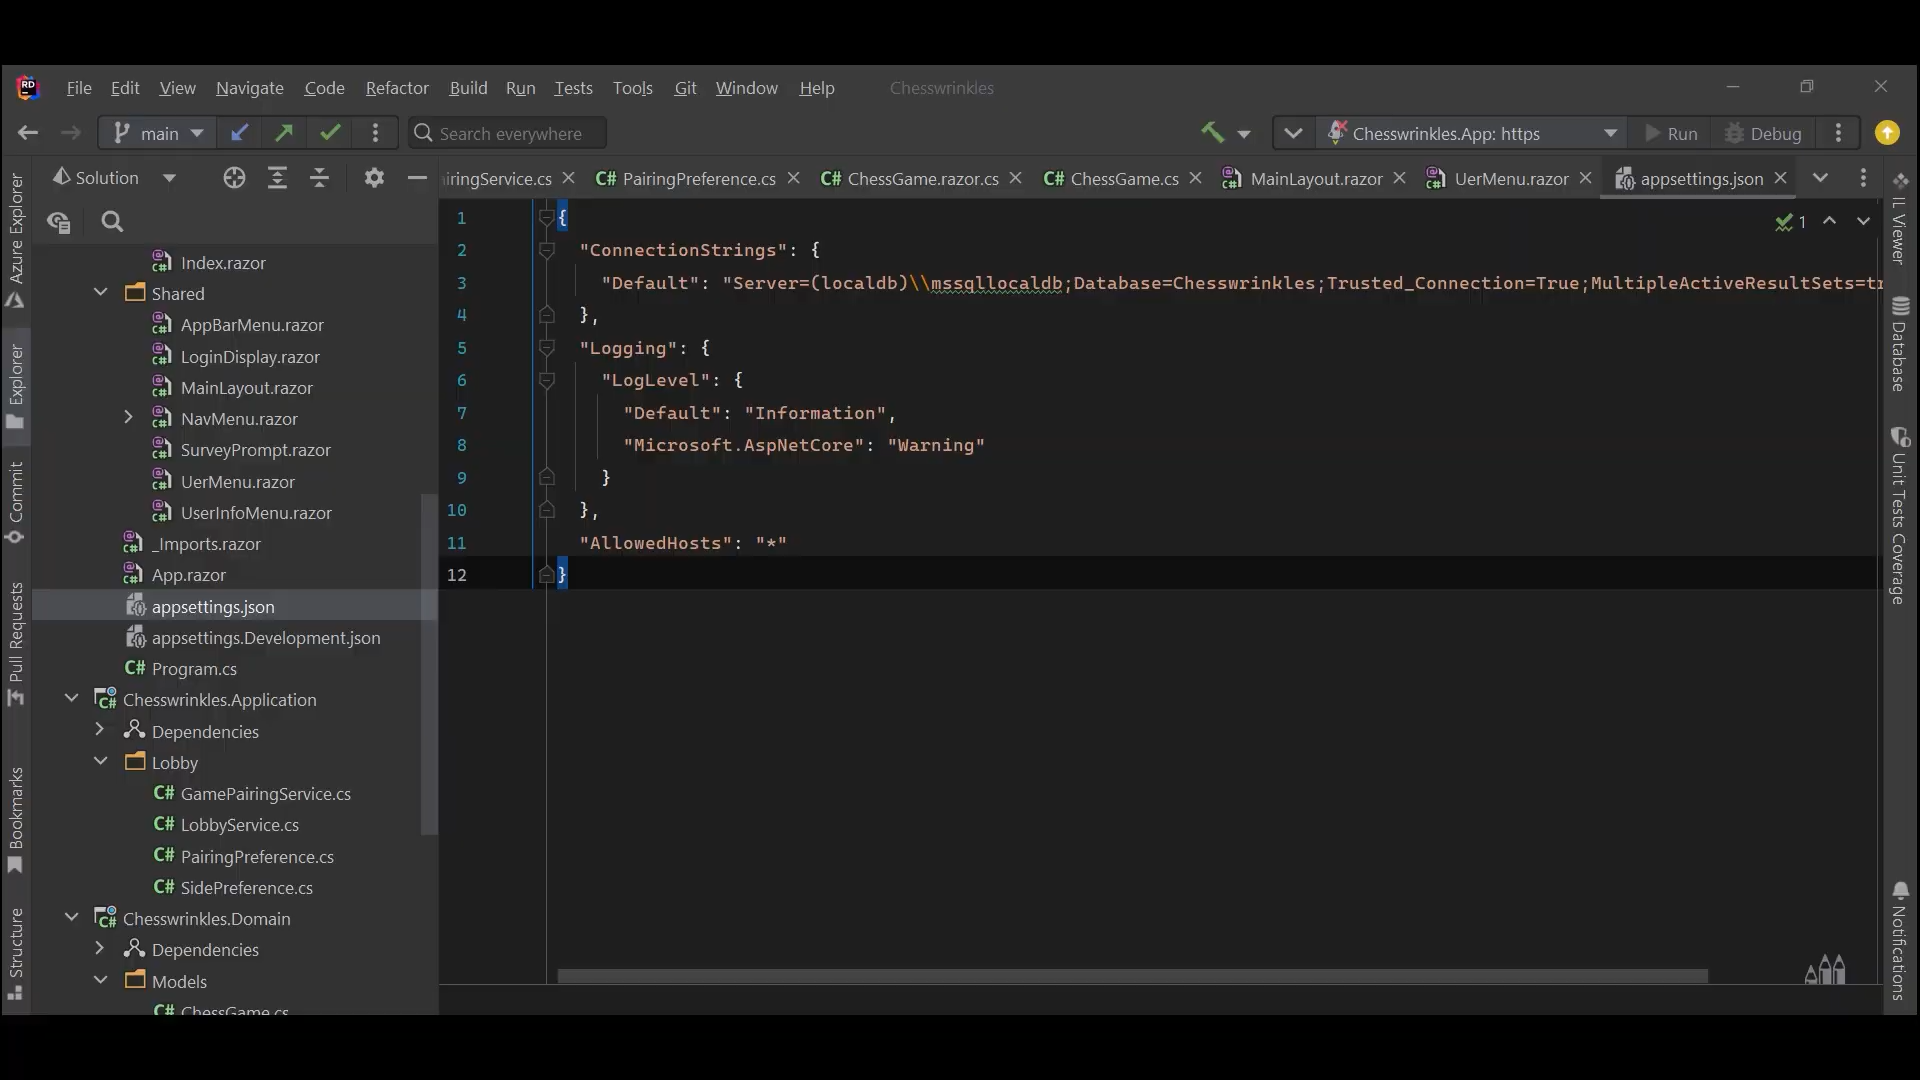 RD File Edit View Navigate Code Refactor Build Run Tests Tools Git Window Help Chesswrinkles
main Search everywhere Chesswrinkles.App: https Run Debug
Solution
iringService.cs C# PairingPreference.cs C# ChessGame.razor.cs C# ChessGame.cs MainLayout.razor UerMenu.razor appsettings.json
Azure Explorer
Explorer
Commit
Pull Requests
Bookmarks
Structure
Index.razor
Shared
AppBarMenu.razor
LoginDisplay.razor
MainLayout.razor
NavMenu.razor
SurveyPrompt.razor
UerMenu.razor
UserInfoMenu.razor
_Imports.razor
App.razor
appsettings.json
appsettings.Development.json
C# Program.cs
C# Chesswrinkles.Application
Dependencies
Lobby
C# GamePairingService.cs
C# LobbyService.cs
C# PairingPreference.cs
C# SidePreference.cs
C# Chesswrinkles.Domain
Dependencies
Models
ChessGame.cs
1 {
2 "ConnectionStrings": {
3 "Default": "Server=(localdb)\\mssqllocaldb;Database=Chesswrinkles;Trusted_Connection=True;MultipleActiveResultSets=tr
4 },
5 "Logging": {
6 "LogLevel": {
7 "Default": "Information",
8 "Microsoft.AspNetCore": "Warning"
9 }
10 },
11 "AllowedHosts": "*"
12 }
1
IL Viewer
Database
Unit Tests Coverage
Notifications